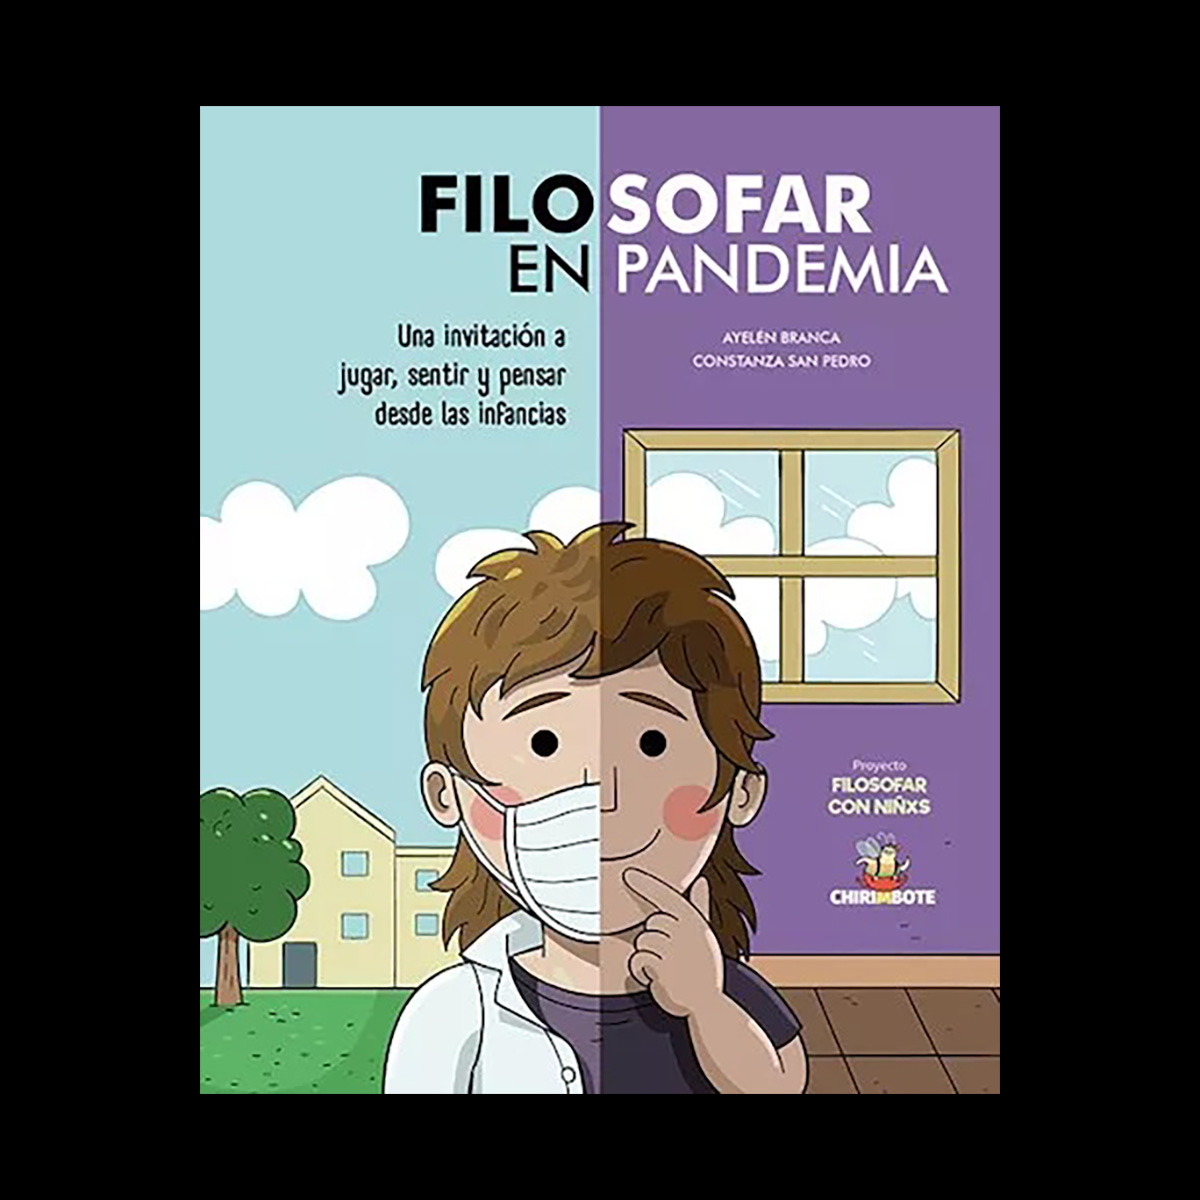 FILOSOFAR
EN PANDEMIA
Una invitación a
jugar, sentir y pensar
desde las infancias
AYELÉN BRANCA
CONSTANZA SAN PEDRO
Proyecto
FILOSOFAR
CON NIÑXS
CHIRIMBOTE